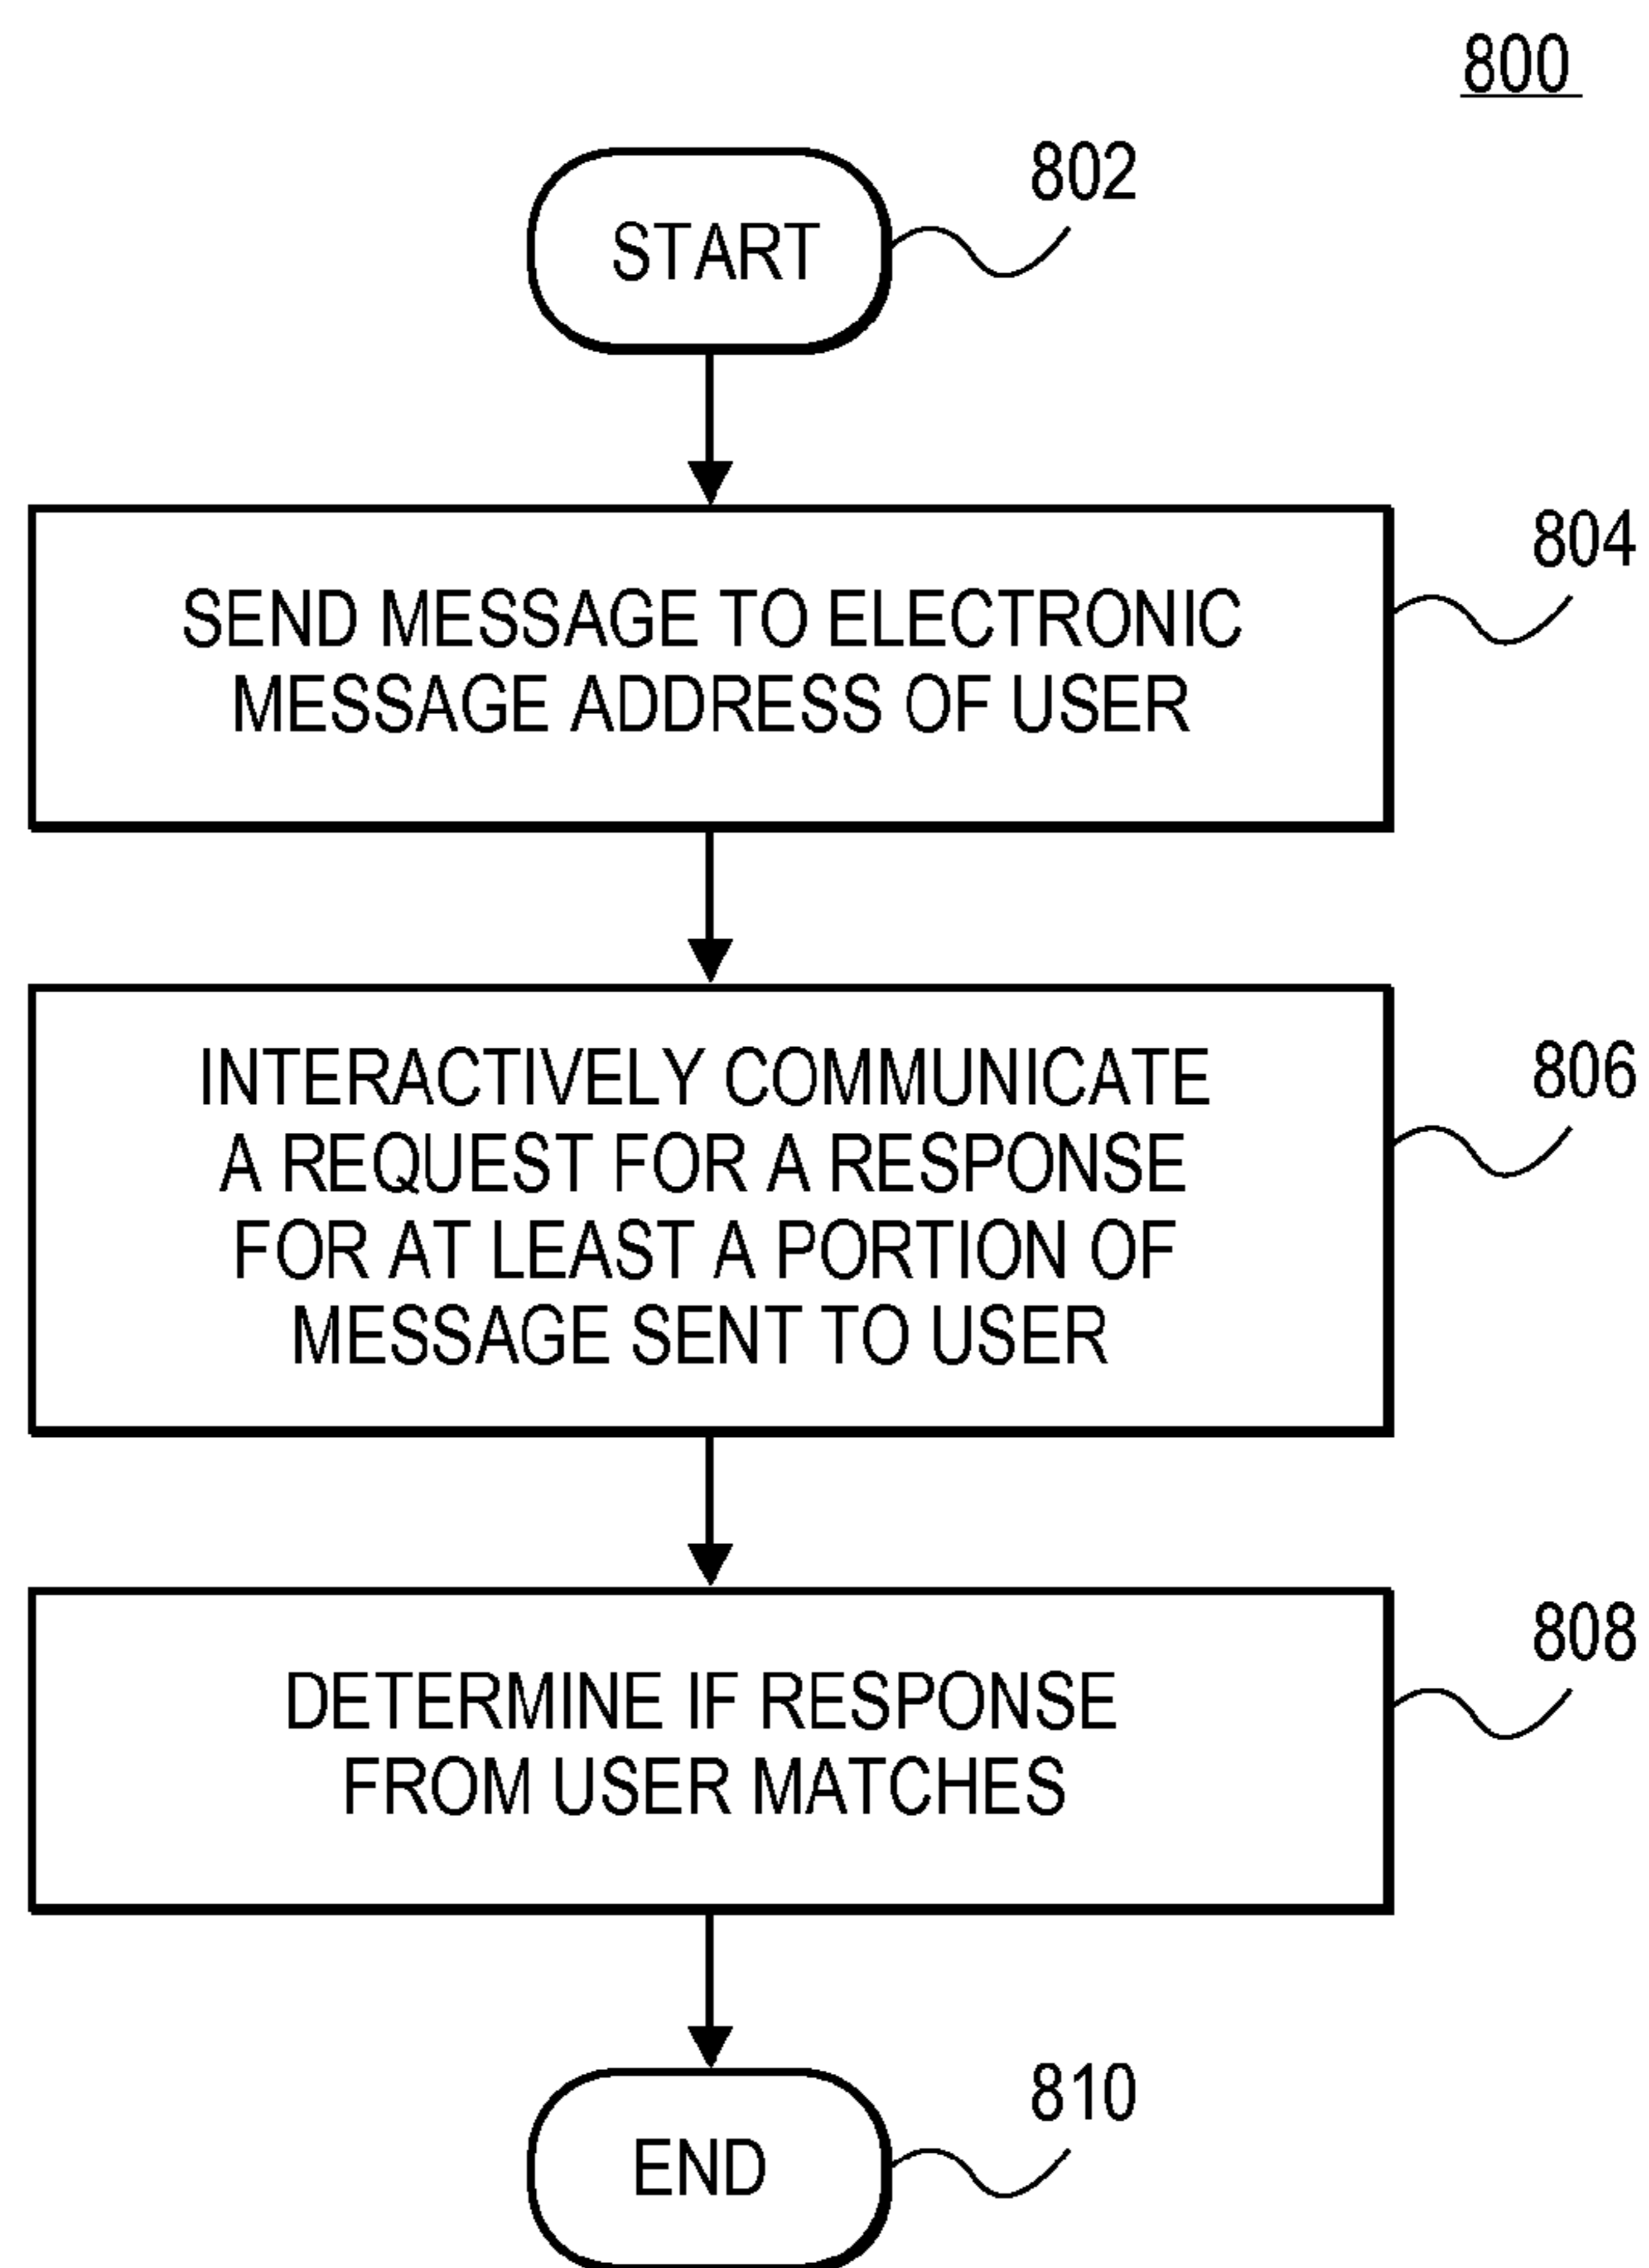 800
802
START
804
SEND MESSAGE TO ELECTRONIC
MESSAGE ADDRESS OF USER
806
INTERACTIVELY COMMUNICATE
A REQUEST FOR A RESPONSE
FOR AT LEAST A PORTION OF
MESSAGE SENT TO USER
808
DETERMINE IF RESPONSE
FROM USER MATCHES
810
END